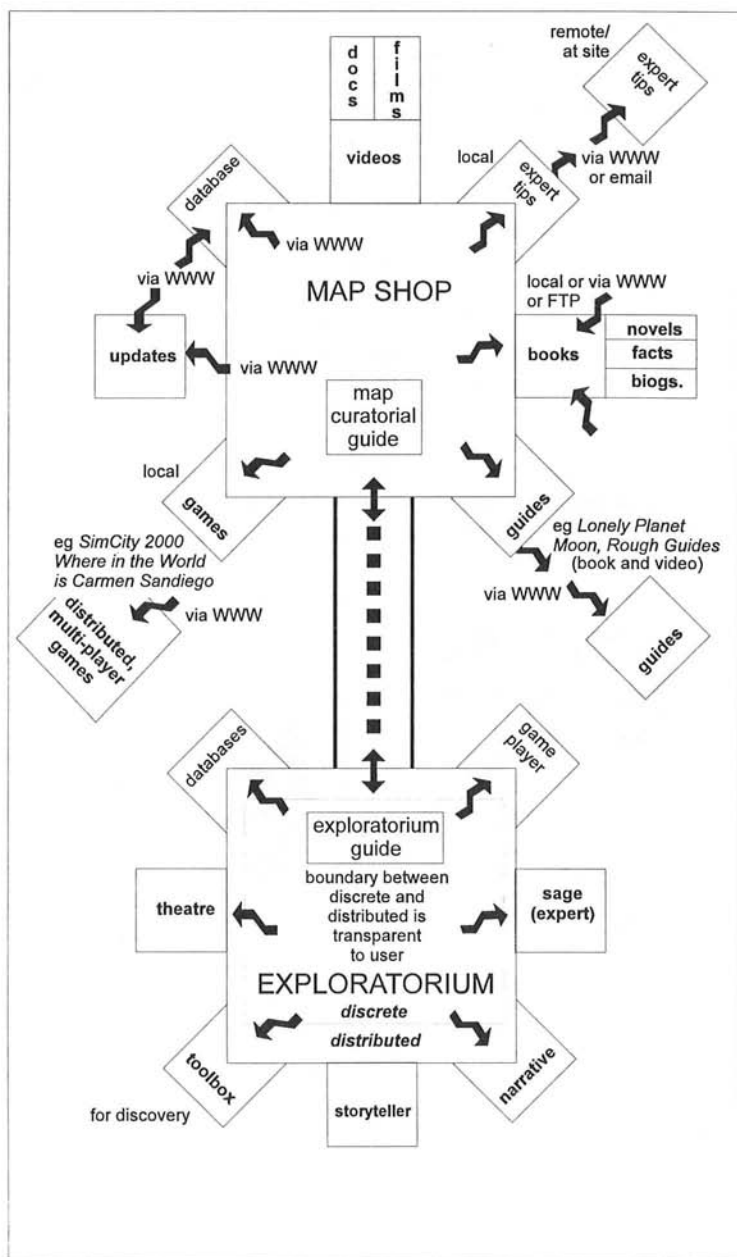 docs
films
videos
remote/
at site
expert
tips
via WWW
or email
local
expert
tips
database
via WWW
via WWW
MAP SHOP
local or via WWW
or FTP
updates
via WWW
books
novels
facts
biogs.
map
curatorial
guide
local
games
guides
eg SimCity 2000
Where in the World
is Carmen Sandiego
via WWW
distributed,
multi-player
games
eg Lonely Planet
Moon, Rough Guides
(book and video)
via WWW
guides
databases
game
player
exploratorium
guide
boundary between
discrete and
distributed is
transparent
to user
theatre
sage
(expert)
EXPLORATORIUM
discrete
distributed
toolbox
for discovery
storyteller
narrative